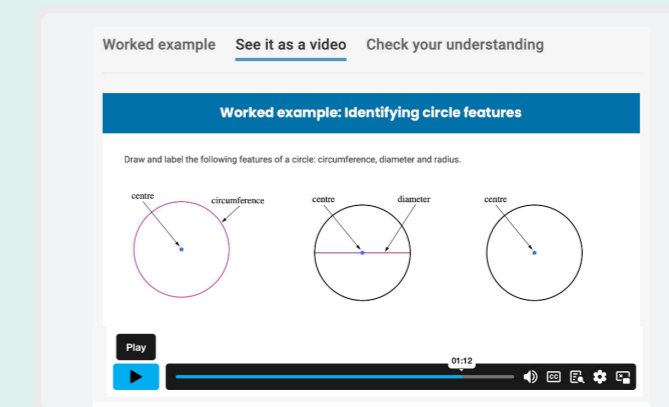 Worked example See it as a video Check your understanding
Worked example: Identifying circle features
Draw and label the following features of a circle: circumference, diameter and radius.
centre circumference centre diameter centre
Play
01:12
CC